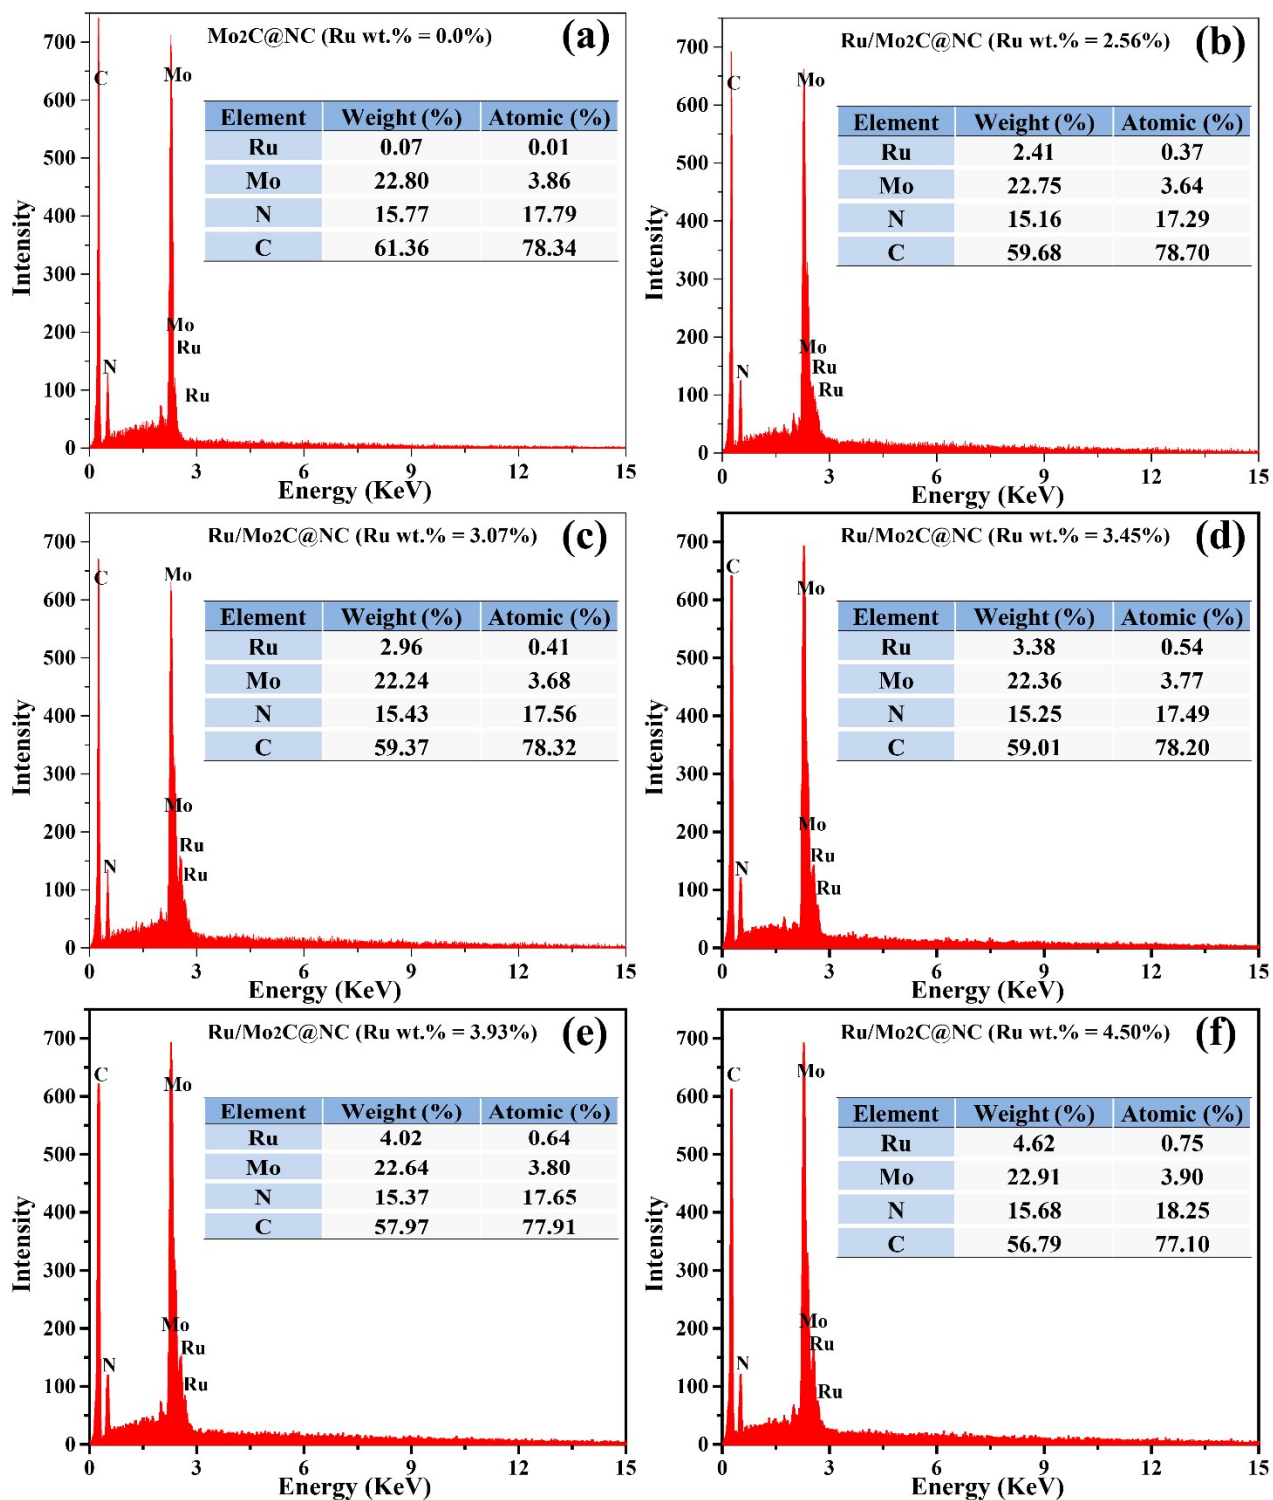 Mo2C@NC (Ru wt.% = 0.0%)
(a)
Intensity
700
600
500
400
300
200
100
0
C
N
Mo
Mo
Ru
Ru
Element Weight (%) Atomic (%)
Ru 0.07 0.01
Mo 22.80 3.86
N 15.77 17.79
C 61.36 78.34
0 3 6 9 12 15
Energy (KeV)
Ru/Mo2C@NC (Ru wt.% = 2.56%)
(b)
Intensity
700
600
500
400
300
200
100
0
C
N
Mo
Mo
Ru
Ru
Element Weight (%) Atomic (%)
Ru 2.41 0.37
Mo 22.75 3.64
N 15.16 17.29
C 59.68 78.70
0 3 6 9 12 15
Energy (KeV)
Ru/Mo2C@NC (Ru wt.% = 3.07%)
(c)
Intensity
700
600
500
400
300
200
100
0
C
N
Mo
Mo
Ru
Ru
Element Weight (%) Atomic (%)
Ru 2.96 0.41
Mo 22.24 3.68
N 15.43 17.56
C 59.37 78.32
0 3 6 9 12 15
Energy (KeV)
Ru/Mo2C@NC (Ru wt.% = 3.45%)
(d)
Intensity
700
600
500
400
300
200
100
0
C
N
Mo
Mo
Ru
Ru
Element Weight (%) Atomic (%)
Ru 3.38 0.54
Mo 22.36 3.77
N 15.25 17.49
C 59.01 78.20
0 3 6 9 12 15
Energy (KeV)
Ru/Mo2C@NC (Ru wt.% = 3.93%)
(e)
Intensity
700
600
500
400
300
200
100
0
C
N
Mo
Mo
Ru
Ru
Element Weight (%) Atomic (%)
Ru 4.02 0.64
Mo 22.64 3.80
N 15.37 17.65
C 57.97 77.91
0 3 6 9 12 15
Energy (KeV)
Ru/Mo2C@NC (Ru wt.% = 4.50%)
(f)
Intensity
700
600
500
400
300
200
100
0
C
N
Mo
Mo
Ru
Ru
Element Weight (%) Atomic (%)
Ru 4.62 0.75
Mo 22.91 3.90
N 15.68 18.25
C 56.79 77.10
0 3 6 9 12 15
Energy (KeV)